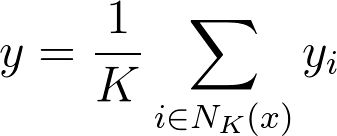 y = \frac{1}{K} \sum_{i \in N_K(x)} y_i